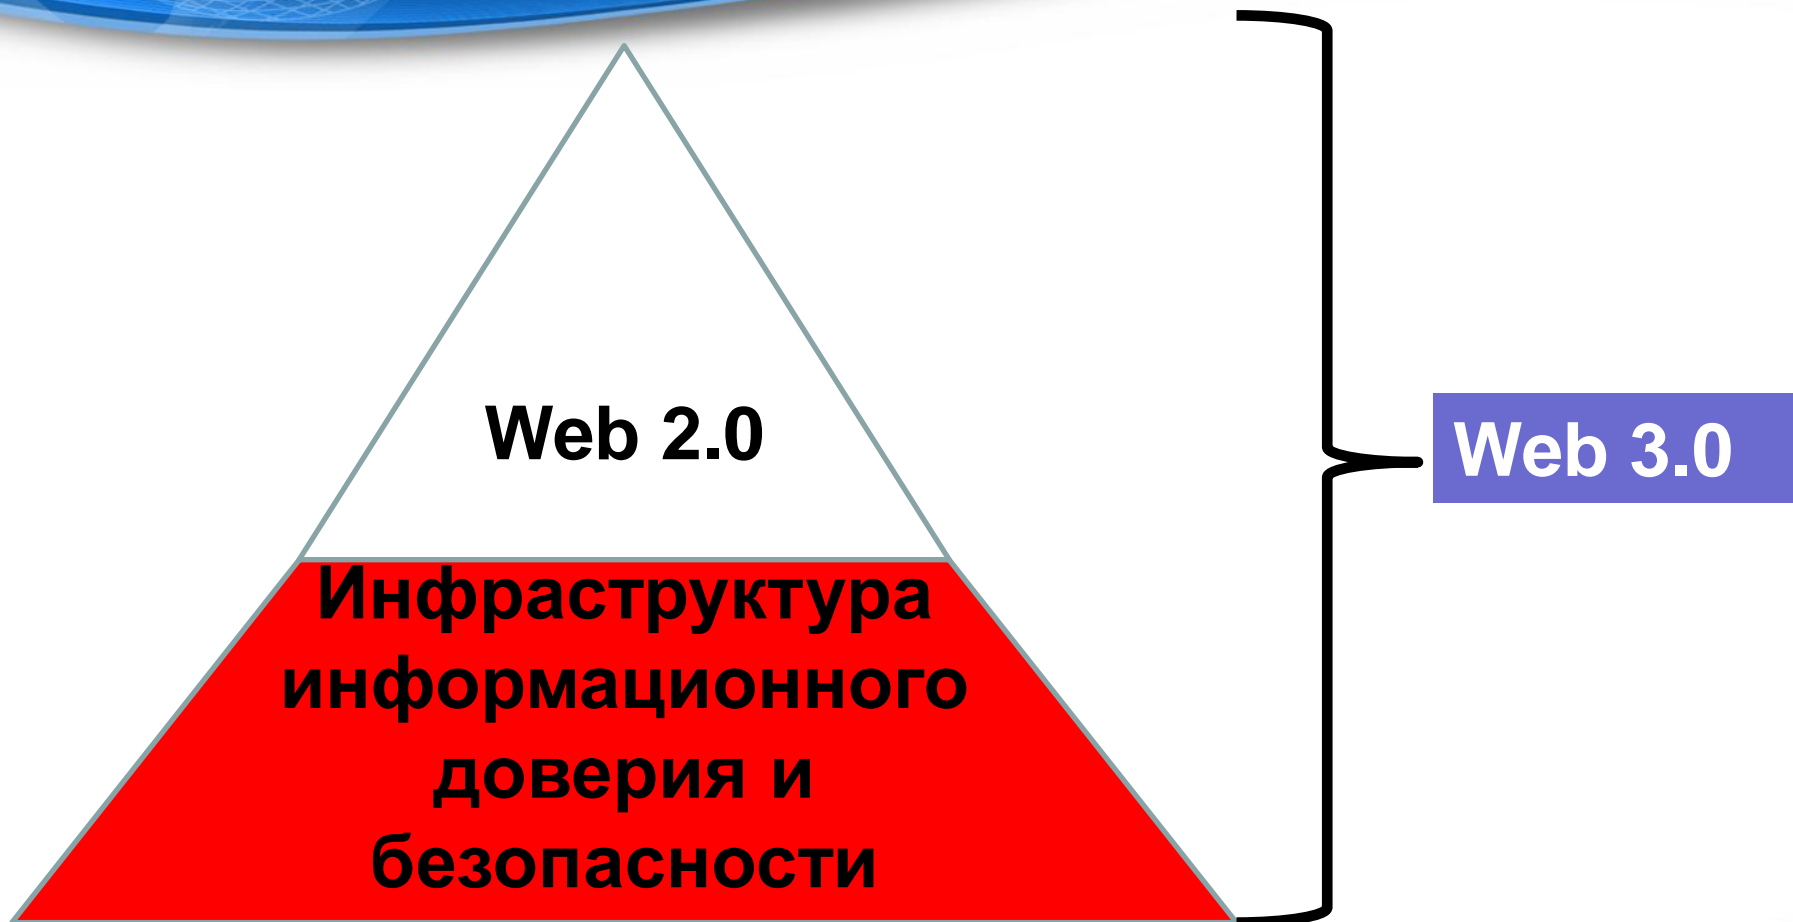 Web 2.0
Web 3.0
Инфраструктура
информационного
доверия и
безопасности